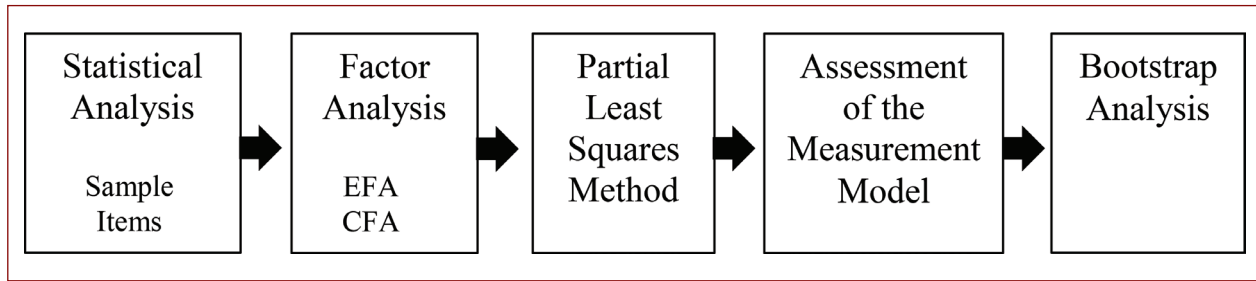 Statistical
Analysis
Sample
Items
Factor
Analysis
EFA
CFA
Partial
Least
Squares
Method
Assessment
of the
Measurement
Model
Bootstrap
Analysis